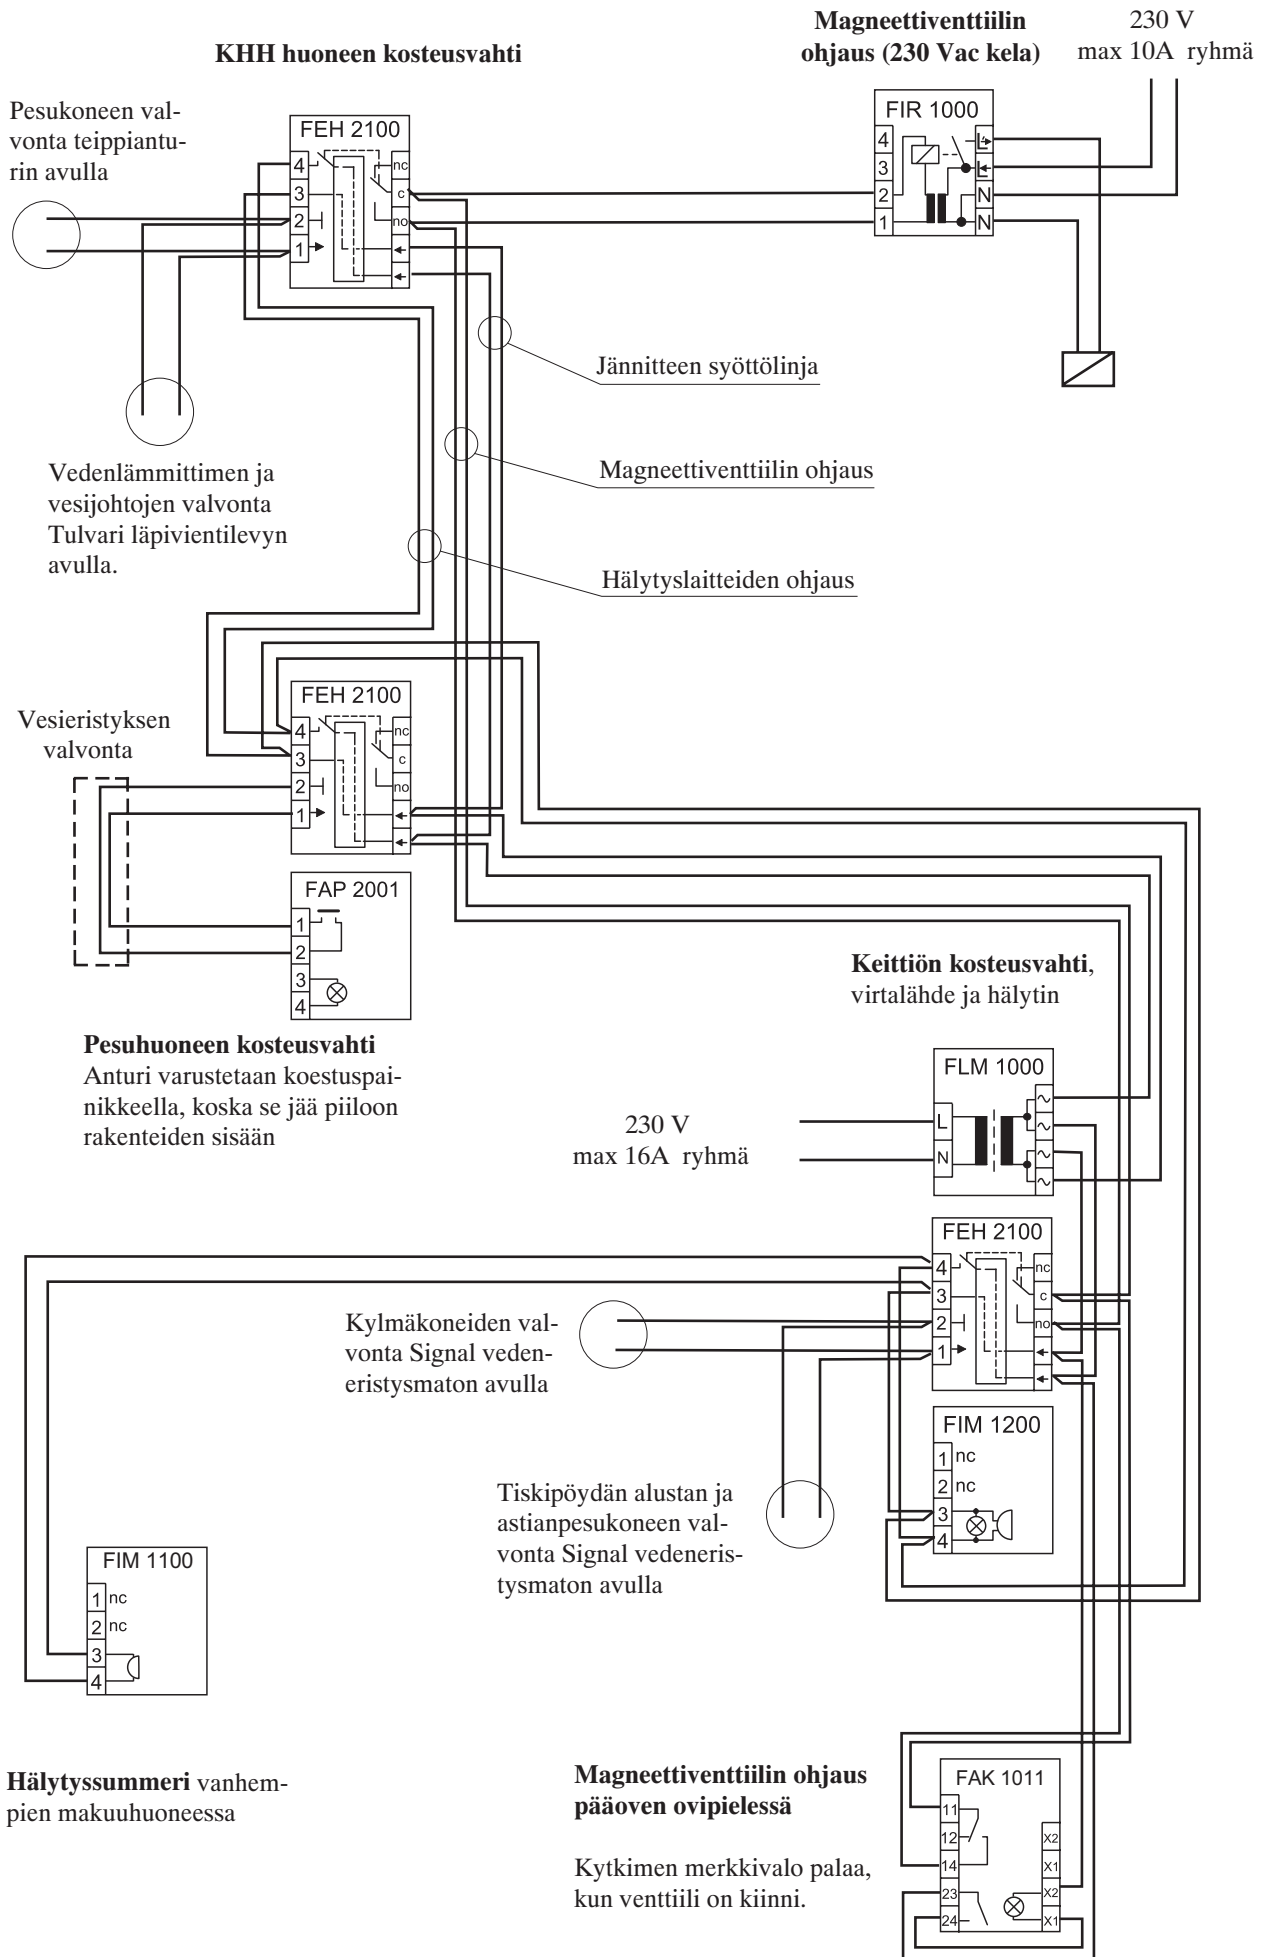 Magneettiventtiilin
ohjaus (230 Vac kela)
230 V
max 10A ryhmä
KHH huoneen kosteusvahti
Pesukoneen val-
vonta teippiantu-
rin avulla
FEH 2100
4
3
2
1
nc
c
no
FIR 1000
4
3
2
1
L
L
N
N
Jännitteen syöttölinja
Magneettiventtiilin ohjaus
Hälytyslaitteiden ohjaus
Vedenlämmittimen ja
vesijohtojen valvonta
Tulvari läpivientilevyn
avulla.
Vesieristyksen
valvonta
FEH 2100
4
3
2
1
nc
c
no
FAP 2001
1
2
3
4
Pesuhuoneen kosteusvahti
Anturi varustetaan koestuspai-
nikkeella, koska se jää piiloon
rakenteiden sisään
Keittiön kosteusvahti,
virtalähde ja hälytin
230 V
max 16A ryhmä
FLM 1000
L
N
~
~
~
~
FEH 2100
4
3
2
1
nc
c
no
Kylmäkoneiden val-
vonta Signal veden-
eristysmaton avulla
FIM 1200
1 nc
2 nc
3
4
Tiskipöydän alustan ja
astianpesukoneen val-
vonta Signal vedeneris-
tysmaton avulla
FIM 1100
1 nc
2 nc
3
4
Hälytyssummeri vanhem-
pien makuuhuoneessa
Magneettiventtiilin ohjaus
pääoven ovipielessä
Kytkimen merkkivalo palaa,
kun venttiili on kiinni.
FAK 1011
11
12
14
23
24
X2
X1
X2
X1